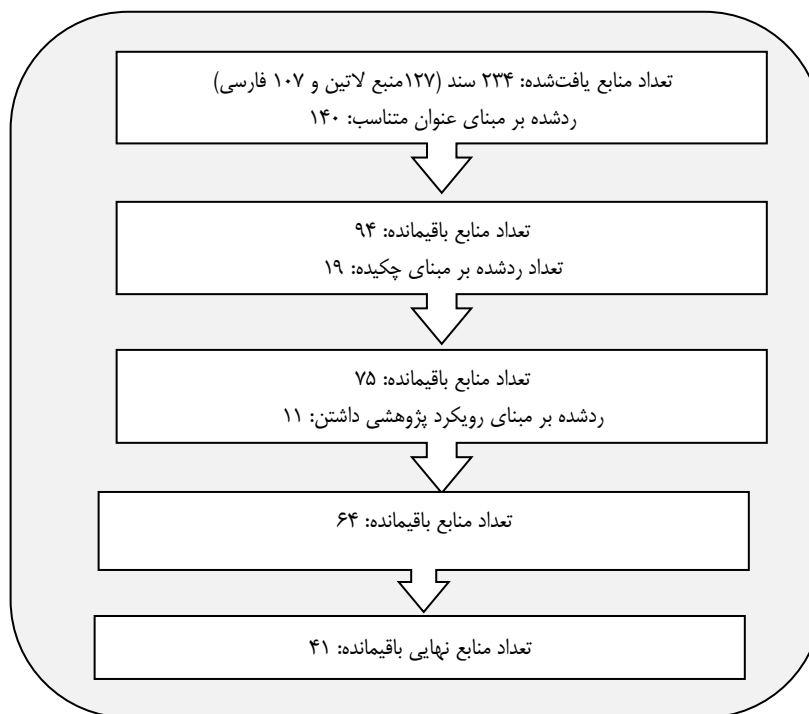 تعداد منابع یافت‌شده: ۲۳۴ سند (۱۲۷منبع لاتین و ۱۰۷ فارسی)
ردشده بر مبنای عنوان متناسب: ۱۴۰
تعداد منابع باقیمانده: ۹۴
تعداد ردشده بر مبنای چکیده: ۱۹
تعداد منابع باقیمانده: ۷۵
ردشده بر مبنای رویکرد پژوهشی داشتن: ۱۱
تعداد منابع باقیمانده: ۶۴
تعداد منابع نهایی باقیمانده: ۴۱